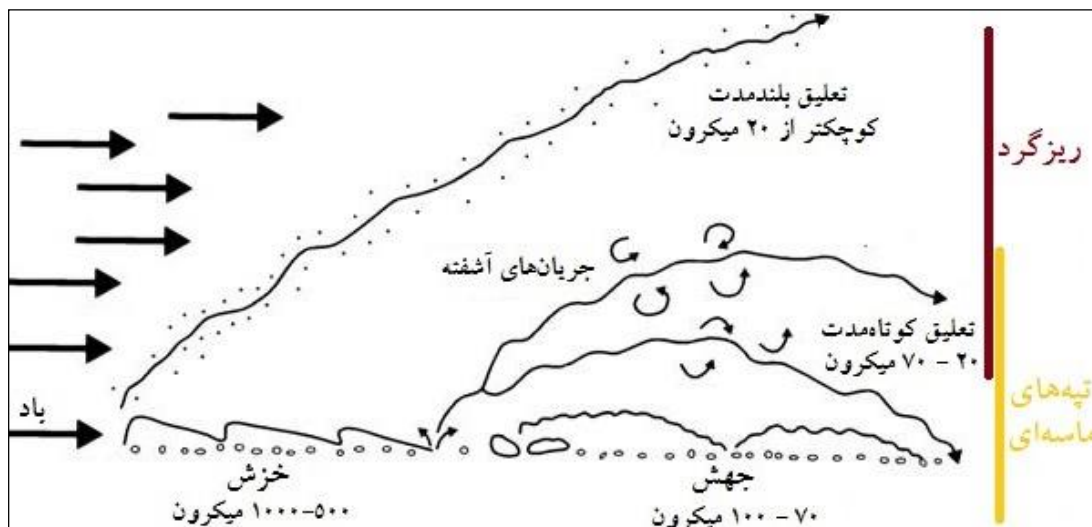 تعلیق بلندمدت
کوچکتر از ۲۰ میکرون
ریزگرد
جریان‌های آشفته
تعلیق کوتاه‌مدت
۲۰ - ۷۰ میکرون
تپه‌های
ماسه‌ای
باد
خزش
۵۰۰-۱۰۰۰ میکرون
جهش
۷۰ - ۱۰۰ میکرون